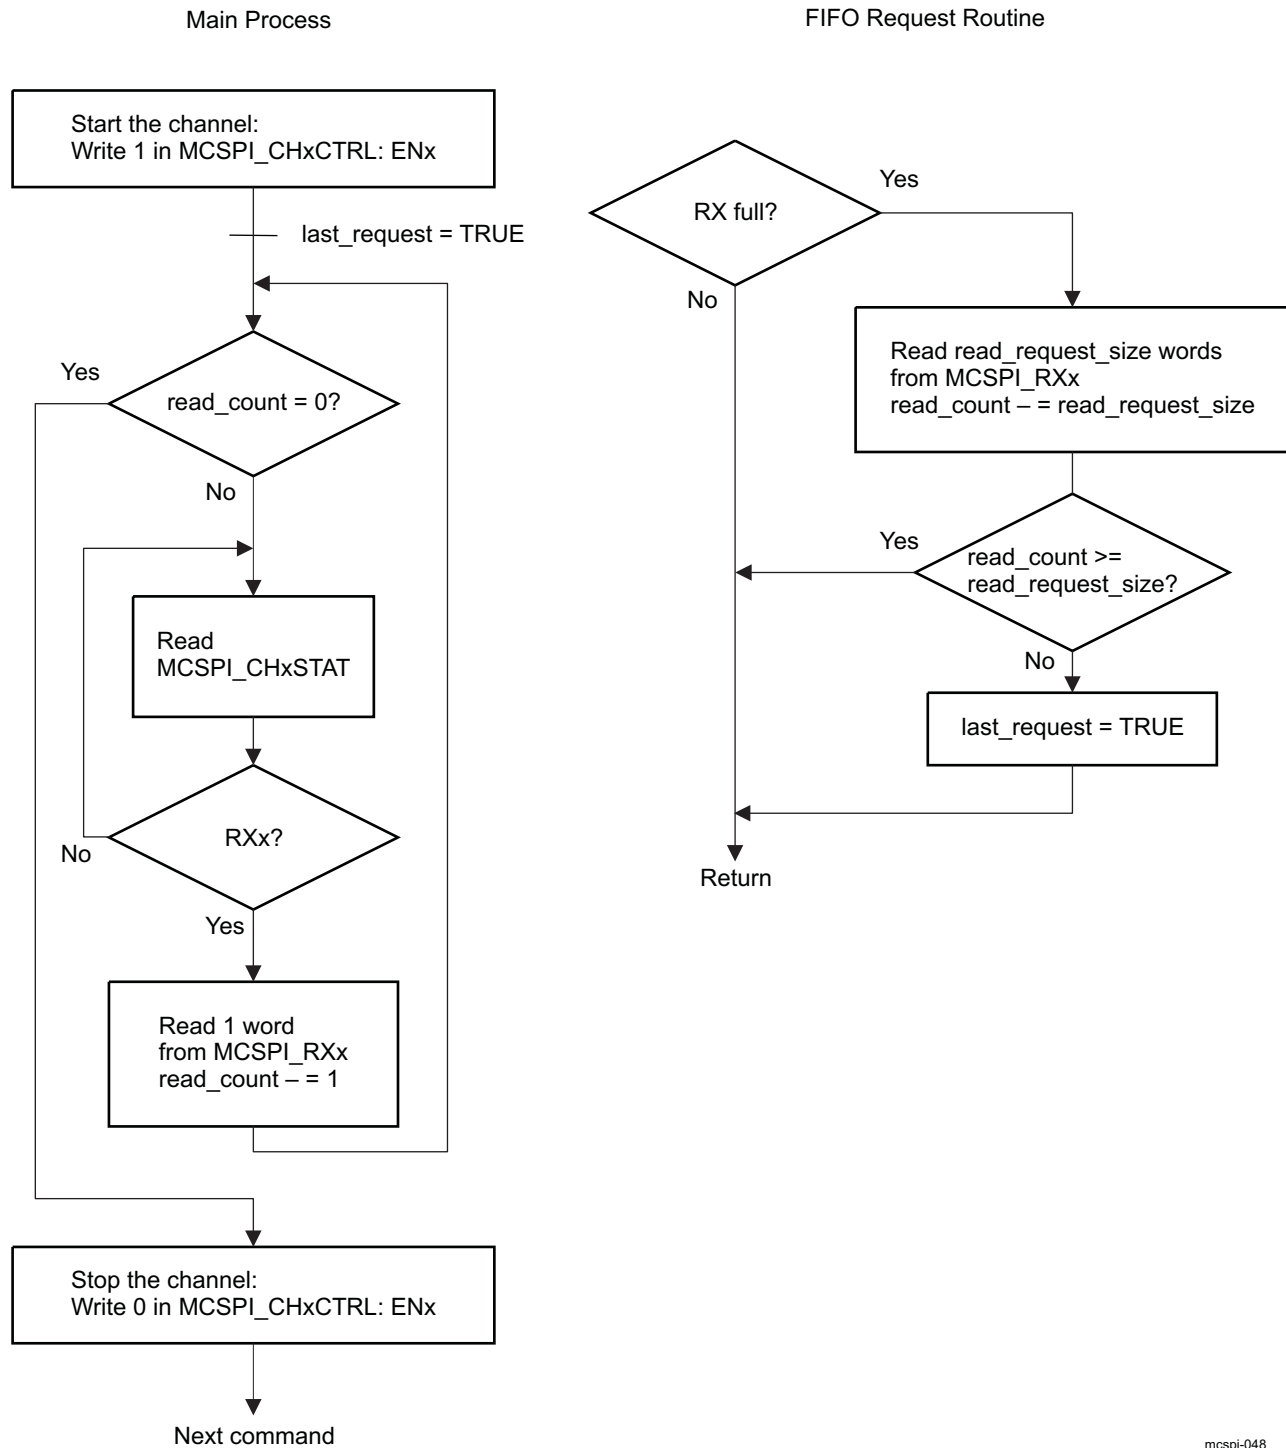 Main Process
Start the channel:
Write 1 in MCSPI_CHxCTRL: ENx
last_request = TRUE
Yes
read_count = 0?
No
Read
MCSPI_CHxSTAT
RXx?
No
Yes
Read 1 word
from MCSPI_RXx
read_count – = 1
Stop the channel:
Write 0 in MCSPI_CHxCTRL: ENx
Next command
FIFO Request Routine
Yes
RX full?
No
Read read_request_size words
from MCSPI_RXx
read_count – = read_request_size
Yes
read_count >=
read_request_size?
No
last_request = TRUE
Return
mcspi-048